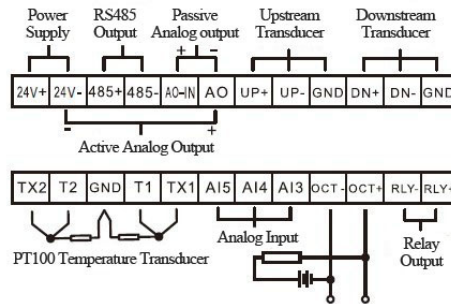 Power Supply
RS485 Output
Passive Analog output
Upstream Transducer
Downstream Transducer
+ -
24V+ 24V- 485+ 485- AO-IN AO UP+ UP- GND DN+ DN- GND
- +
Active Analog Output
TX2 T2 GND T1 TX1 AI5 AI4 AI3 OCT- OCT+ RLY- RLY+
Analog Input
PT100 Temperature Transducer
Relay Output